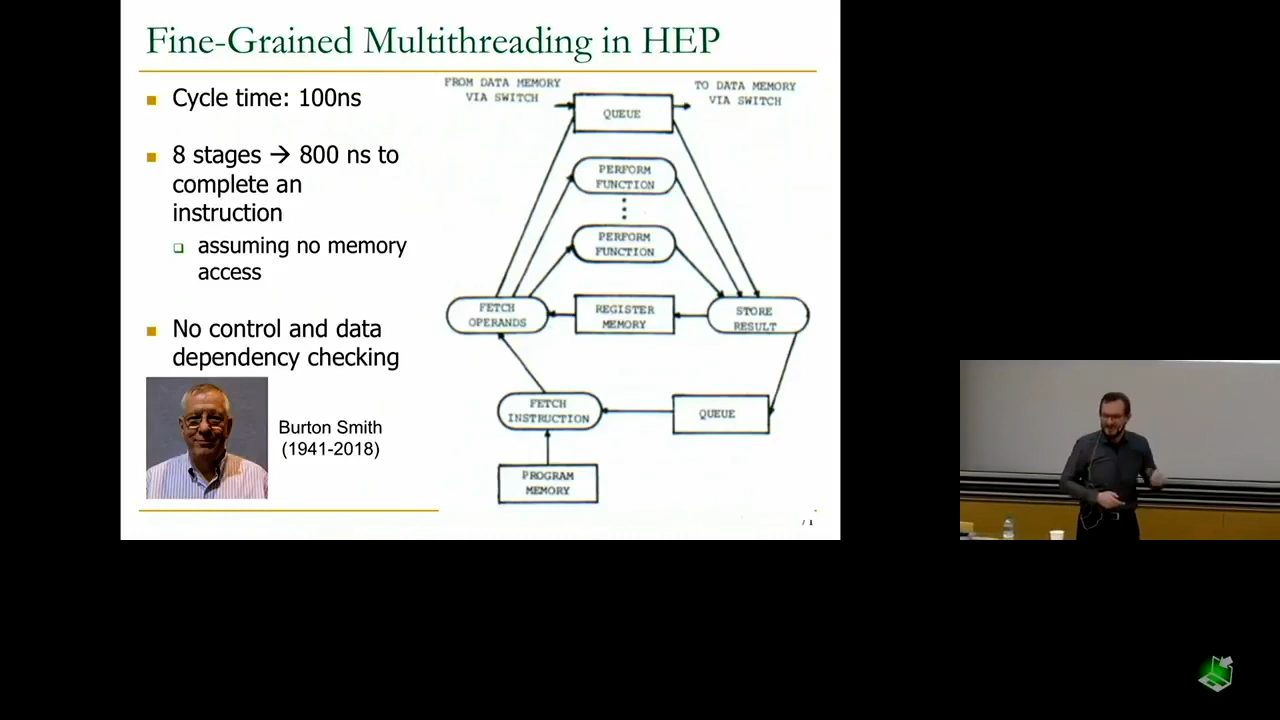 Fine-Grained Multithreading in HEP
Cycle time: 100ns
8 stages → 800 ns to
complete an
instruction
assuming no memory
access
No control and data
dependency checking
Burton Smith
(1941-2018)
FROM DATA MEMORY
VIA SWITCH
TO DATA MEMORY
VIA SWITCH
QUEUE
PERFORM
FUNCTION
PERFORM
FUNCTION
FETCH
OPERANDS
REGISTER
MEMORY
STORE
RESULT
FETCH
INSTRUCTION
QUEUE
PROGRAM
MEMORY